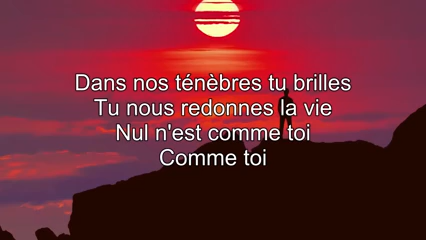 Dans nos ténèbres tu brilles
Tu nous redonnes la vie
Nul n'est comme toi
Comme toi